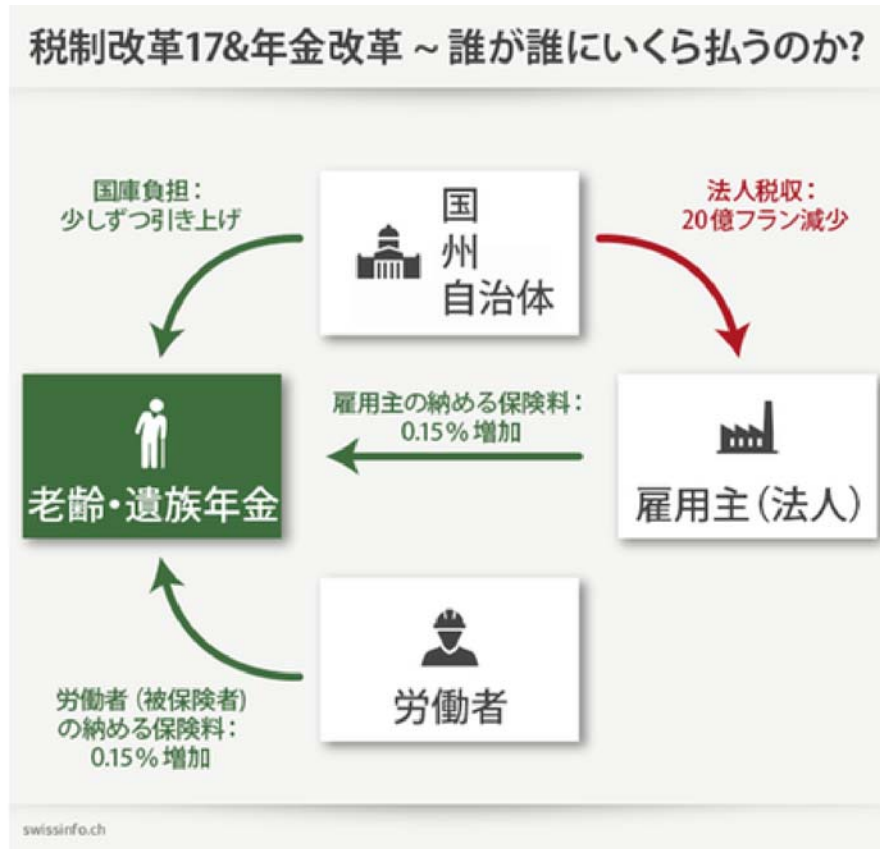 税制改革17&年金改革 ~ 誰が誰にいくら払うのか?
国庫負担:
少しずつ引き上げ
国
州
自治体
法人税収:
20億フラン減少
雇用主の納める保険料:
0.15% 増加
老齢・遺族年金
雇用主(法人)
労働者(被保険者)
の納める保険料:
0.15% 増加
労働者
swissinfo.ch